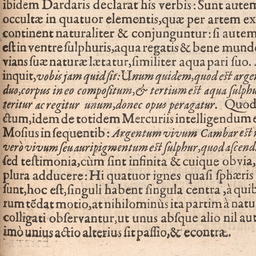 ibidem Dardaris declarat his verbis: Sunt autem
occultæ in quatuor elementis, quæ per artem ex
continent naturaliter & conjunguntur: si autem
est in ventre sulphuris, aqua regatis & bene mund
vians suæ naturæ lætatur, similiter aqua pari suo.
inquit, vobis jam quid sit: Unum quidem, quod est argen
duo, corpus in eo compositum, & tertium est aqua sulph
teritur ac regitur unum, donec opus peragatur. Quod
ctum, idem de totidem Mercuriis intelligendum e
Mosius in sequentib: Argentum vivum Cambar est
verò vivum seu auripigmentum est sulphur, quod ascend
sed testimonia, cùm sint infinita & cuique obvia,
plura adducere: Hi quatuor ignes quasi sphæris
sunt, hoc est, singuli habent singula centra, à quib
rum tẽdat motio, at nihilominùs ita partim à natu
colligati observantur, ut unus absque alio nil aut
imò unius actio alterius sit passio, & econtra.